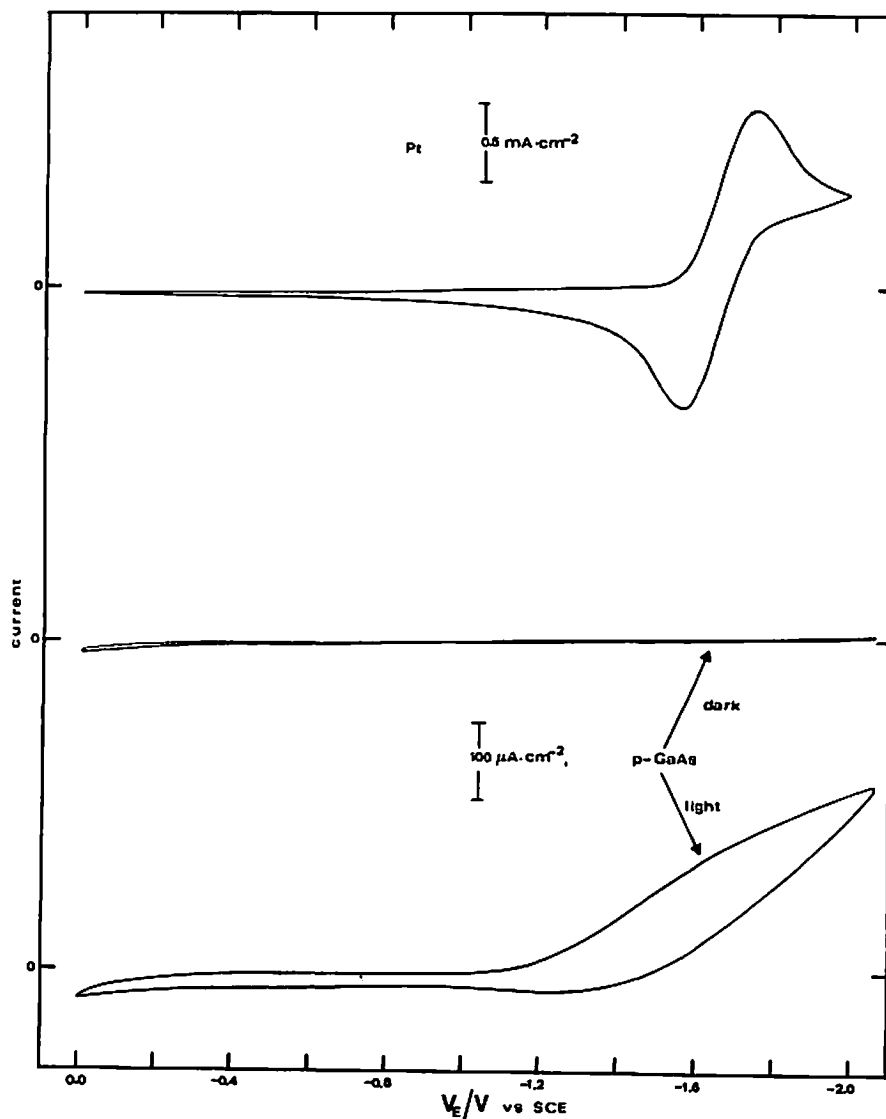 Pt
0.5 mA·cm⁻²
0
current
0
dark
100 μA·cm⁻².
p-GaAs
light
0
0.0 -0.4 -0.8 -1.2 -1.6 -2.0
V_E/V vs SCE